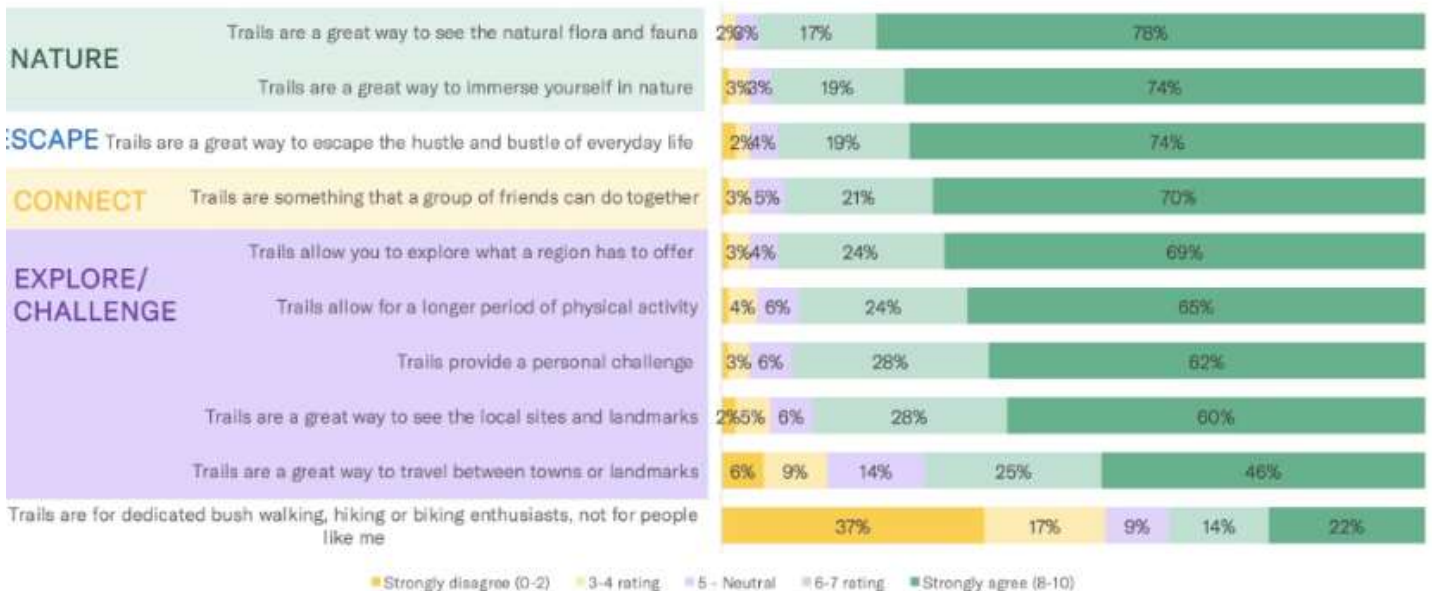 NATURE
Trails are a great way to see the natural flora and fauna 2% 3% 17% 78%
Trails are a great way to immerse yourself in nature 3% 3% 19% 74%
ESCAPE Trails are a great way to escape the hustle and bustle of everyday life 2% 4% 19% 74%
CONNECT Trails are something that a group of friends can do together 3% 5% 21% 70%
EXPLORE/
CHALLENGE
Trails allow you to explore what a region has to offer 3% 4% 24% 69%
Trails allow for a longer period of physical activity 4% 6% 24% 65%
Trails provide a personal challenge 3% 6% 28% 62%
Trails are a great way to see the local sites and landmarks 2% 5% 6% 28% 60%
Trails are a great way to travel between towns or landmarks 6% 9% 14% 25% 46%
Trails are for dedicated bush walking, hiking or biking enthusiasts, not for people
like me
37% 17% 9% 14% 22%
Strongly disagree (0-2) 3-4 rating 5 - Neutral 6-7 rating Strongly agree (8-10)